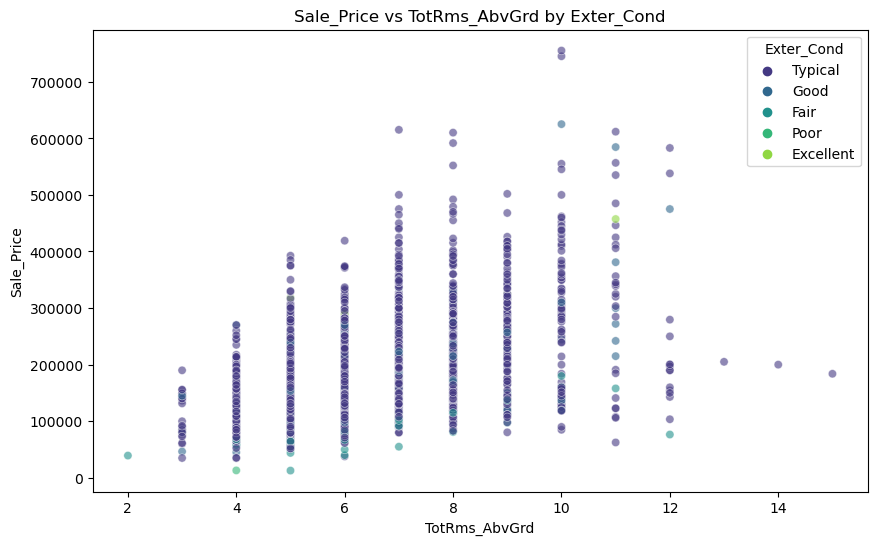 Sale_Price vs TotRms_AbvGrd by Exter_Cond
Exter_Cond
Typical
Good
Fair
Poor
Excellent
Sale_Price
700000
600000
500000
400000
300000
200000
100000
0
2
4
6
8
10
12
14
TotRms_AbvGrd